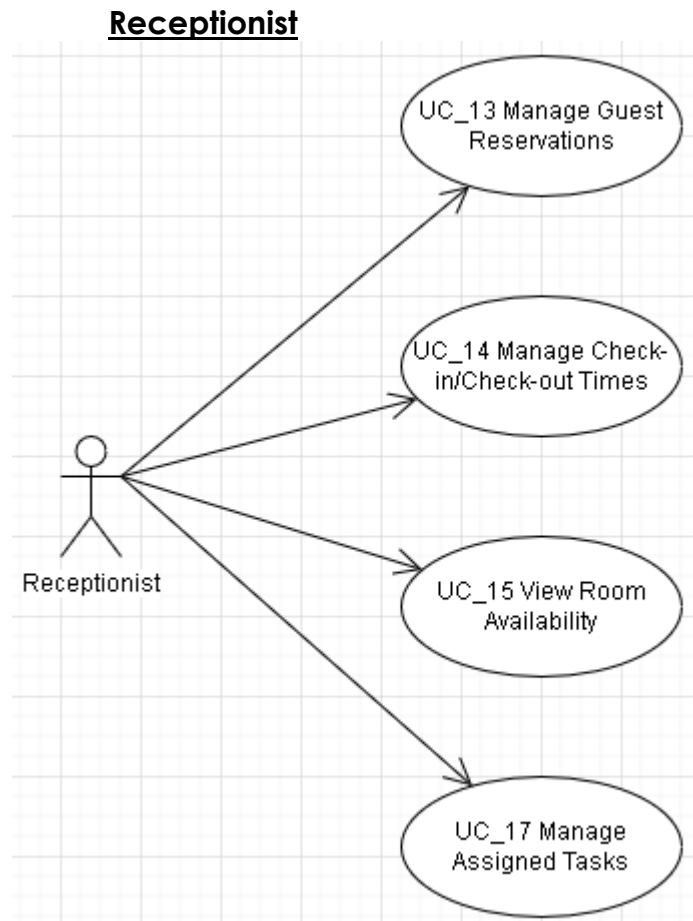 Receptionist
UC_13 Manage Guest
Reservations
UC_14 Manage Check-
in/Check-out Times
Receptionist
UC_15 View Room
Availability
UC_17 Manage
Assigned Tasks